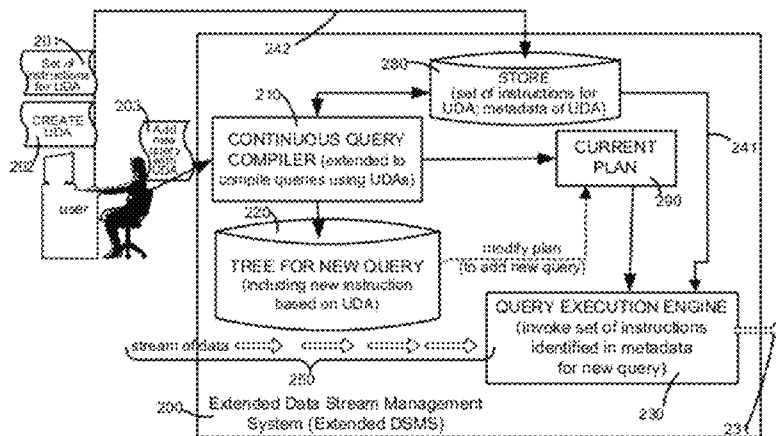 201
Set of
instructions
for UDA
CREATE
UDA
202
203
Add
new
query
UDA
user
242
280
STORE
(set of instructions for
UDA; metadata of UDA)
210
CONTINUOUS QUERY
COMPILER (extended to
compile queries using UDAs)
CURRENT
PLAN
290
241
220
TREE FOR NEW QUERY
(including new instruction
based on UDA)
modify plan
(to add new query)
QUERY EXECUTION ENGINE
(invoke set of instructions
identified in metadata
for new query)
stream of data
250
200
Extended Data Stream Management
System (Extended DSMS)
230
231